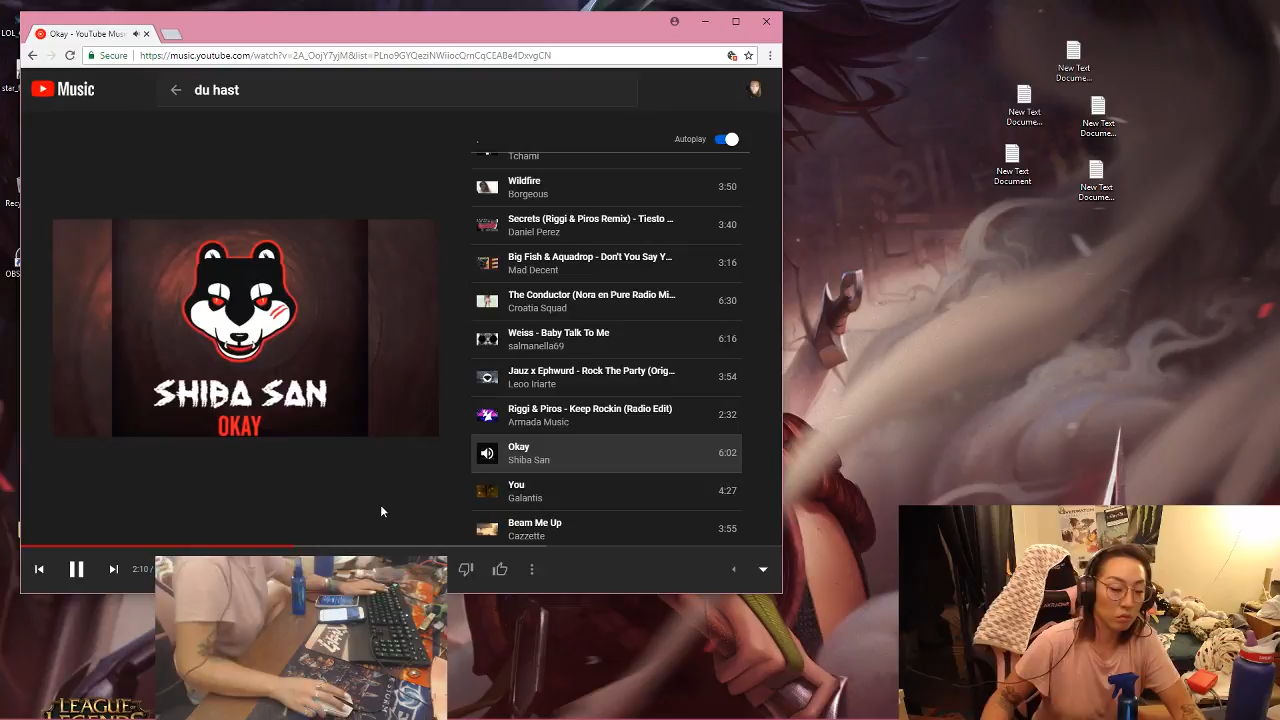 LOL_
Okay - YouTube Mus
Secure
https://music.youtube.com/watch?v=2A_OojY7yjM&list=PLno9GYQeziNWiiocQrnCqCEABe4DxvgCN
star_f
Music
du hast
Autoplay
.
Tchami
Wildfire
3:50
Borgeous
Secrets (Riggi & Piros Remix) - Tiesto ...
3:40
Daniel Perez
Big Fish & Aquadrop - Don't You Say Y...
3:16
Mad Decent
The Conductor (Nora en Pure Radio Mi...
6:30
Croatia Squad
Weiss - Baby Talk To Me
6:16
salmanella69
Jauz x Ephwurd - Rock The Party (Orig...
3:54
Leoo Iriarte
Riggi & Piros - Keep Rockin (Radio Edit)
2:32
Armada Music
Okay
6:02
Shiba San
You
4:27
Galantis
Beam Me Up
3:55
Cazzette
SHIBA SAN
OKAY
2:10 /
Recy
OBS
New Text
Docume...
New Text
Docume...
New Text
Docume...
New Text
Document
New Text
Docume...
LEAGUE OF
LEGENDS